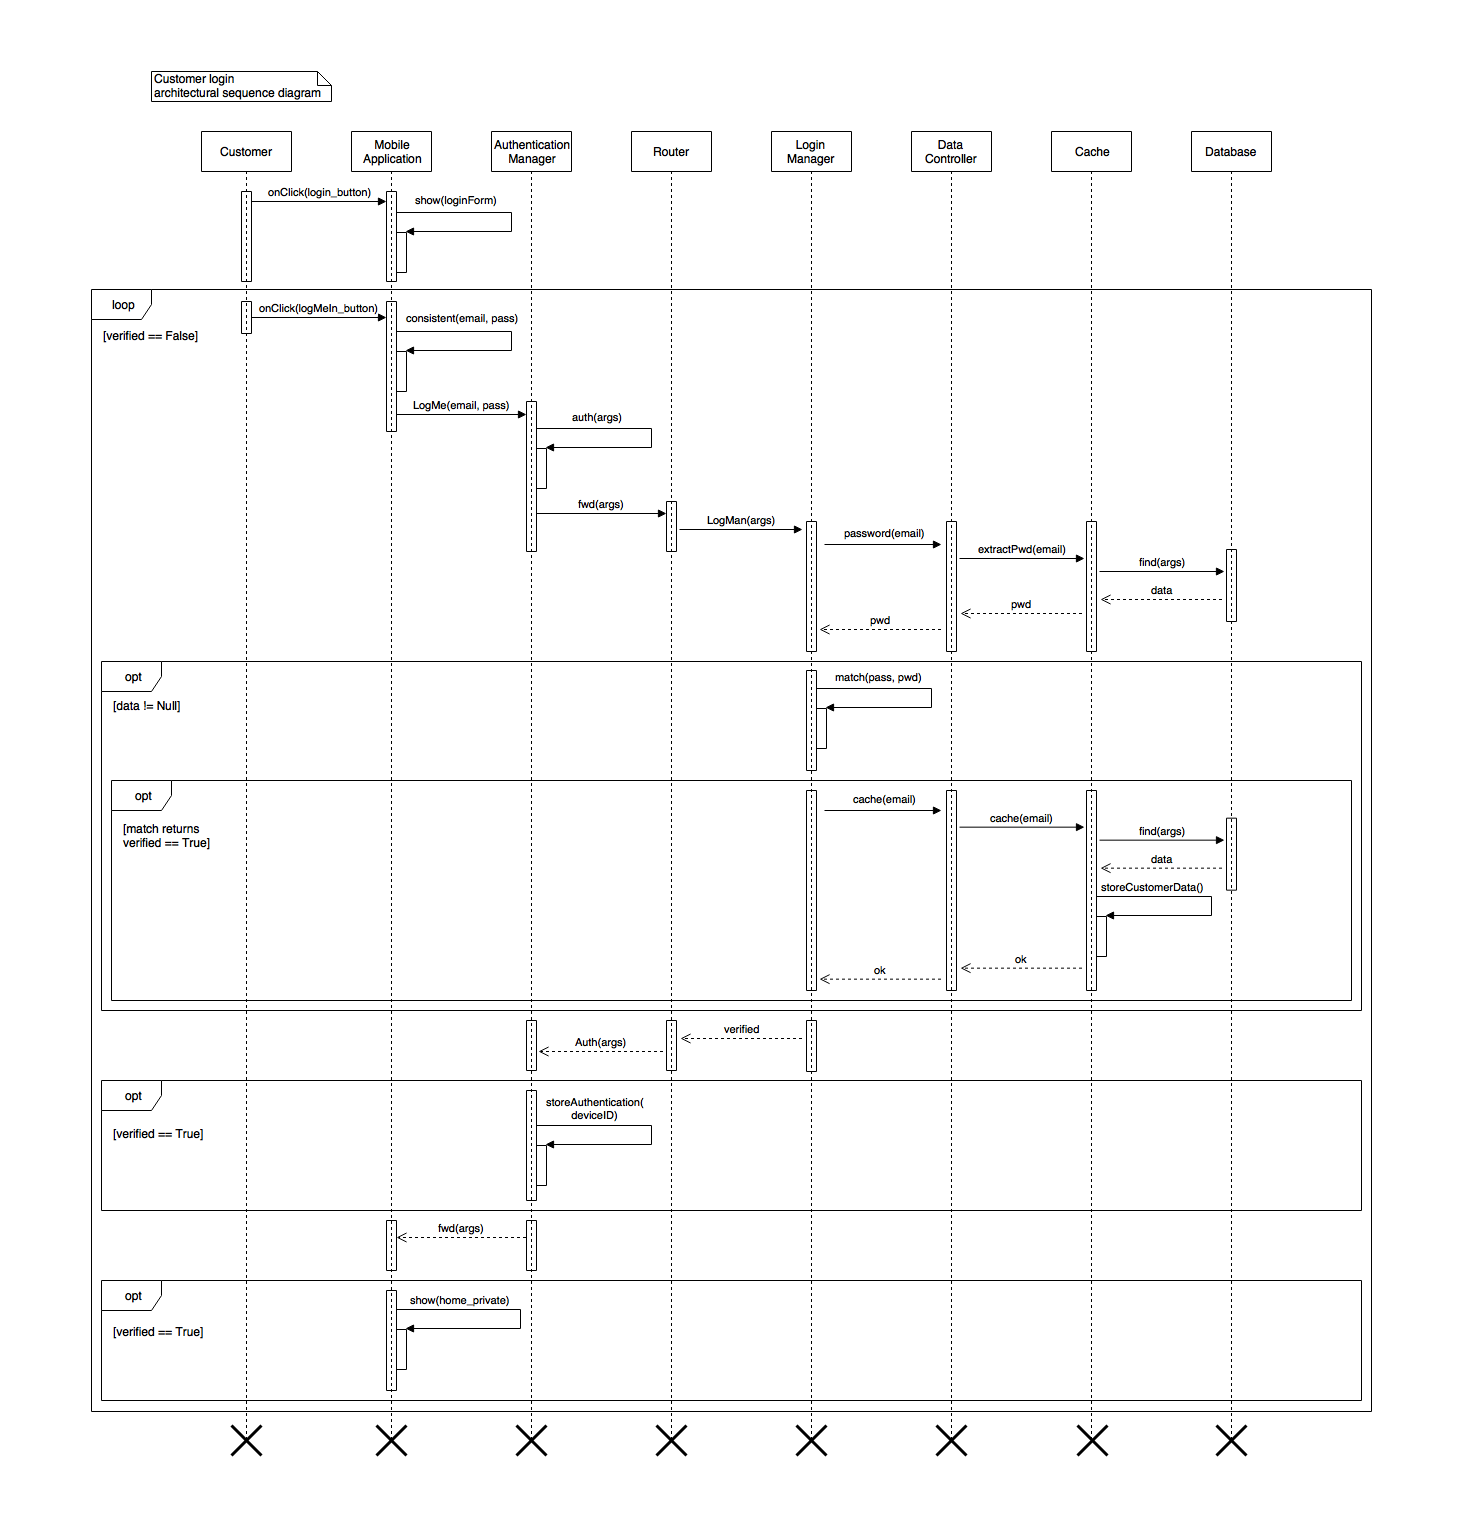 Customer login
architectural sequence diagram
Customer
Mobile
Application
Authentication
Manager
Router
Login
Manager
Data
Controller
Cache
Database
onClick(login_button)
show(loginForm)
loop
[verified == False]
onClick(logMeIn_button)
consistent(email, pass)
LogMe(email, pass)
auth(args)
fwd(args)
LogMan(args)
password(email)
extractPwd(email)
find(args)
data
pwd
pwd
opt
[data != Null]
match(pass, pwd)
opt
[match returns
verified == True]
cache(email)
cache(email)
find(args)
data
storeCustomerData()
ok
ok
verified
Auth(args)
opt
[verified == True]
storeAuthentication(
deviceID)
fwd(args)
opt
[verified == True]
show(home_private)